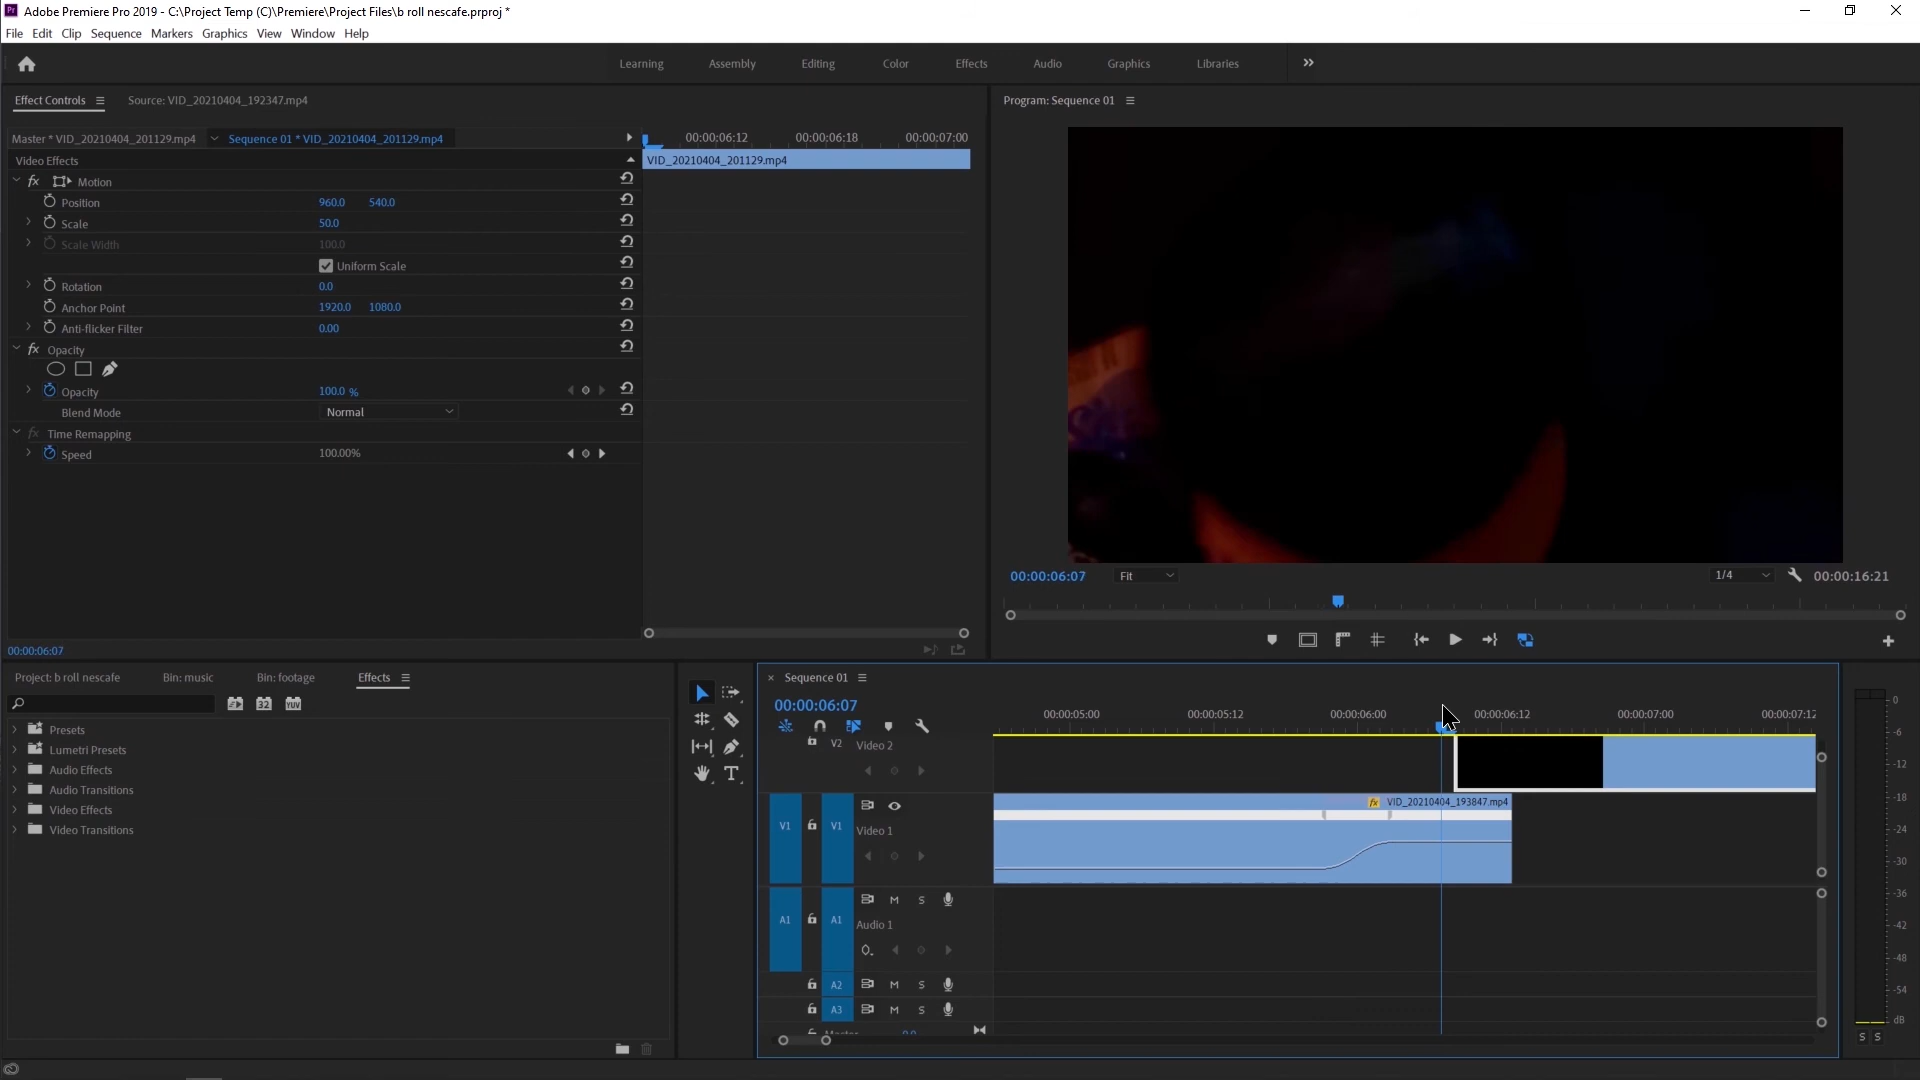 Adobe Premiere Pro 2019 - C:\Project Temp (C)\Premiere\Project Files\b roll nescafe.prproj *
File Edit Clip Sequence Markers Graphics View Window Help
Learning Assembly Editing Color Effects Audio Graphics Libraries
Effect Controls Source: VID_20210404_192347.mp4
Program: Sequence 01
Master * VID_20210404_201129.mp4 Sequence 01 * VID_20210404_201129.mp4
00:00:06:12 00:00:06:18 00:00:07:00
Video Effects
VID_20210404_201129.mp4
fx Motion
Position 960.0 540.0
Scale 50.0
Scale Width 100.0
Uniform Scale
Rotation 0.0
Anchor Point 1920.0 1080.0
Anti-flicker Filter 0.00
fx Opacity
Opacity 100.0 %
Blend Mode Normal
fx Time Remapping
Speed 100.00%
00:00:06:07 Fit 1/4 00:00:16:21
00:00:06:07
Project: b roll nescafe Bin: music Bin: footage Effects
32 YUV
Presets
Lumetri Presets
Audio Effects
Audio Transitions
Video Effects
Video Transitions
T
× Sequence 01
00:00:06:07
00:00:05:00 00:00:05:12 00:00:06:00 00:00:06:12 00:00:07:00 00:00:07:12
V2 Video 2
fx VID_20210404_193847.mp4
V1 V1 Video 1
M S
A1 A1 Audio 1
A2 M S
A3 M S
0
-6
-12
-18
-24
-30
-36
-42
-48
-54
dB
S S